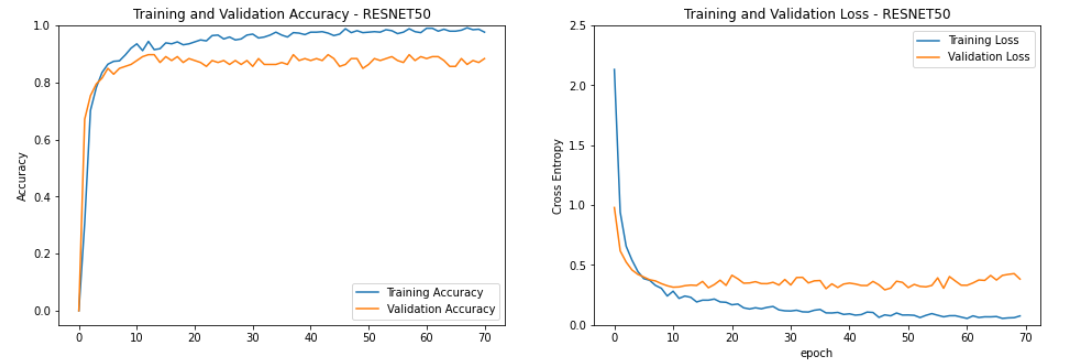 Training and Validation Accuracy - RESNET50
1.0
0.8
0.6
0.4
0.2
0.0
Accuracy
0 10 20 30 40 50 60 70
Training Accuracy
Validation Accuracy
Training and Validation Loss - RESNET50
2.5
2.0
1.5
1.0
0.5
0.0
Cross Entropy
0 10 20 30 40 50 60 70
epoch
Training Loss
Validation Loss